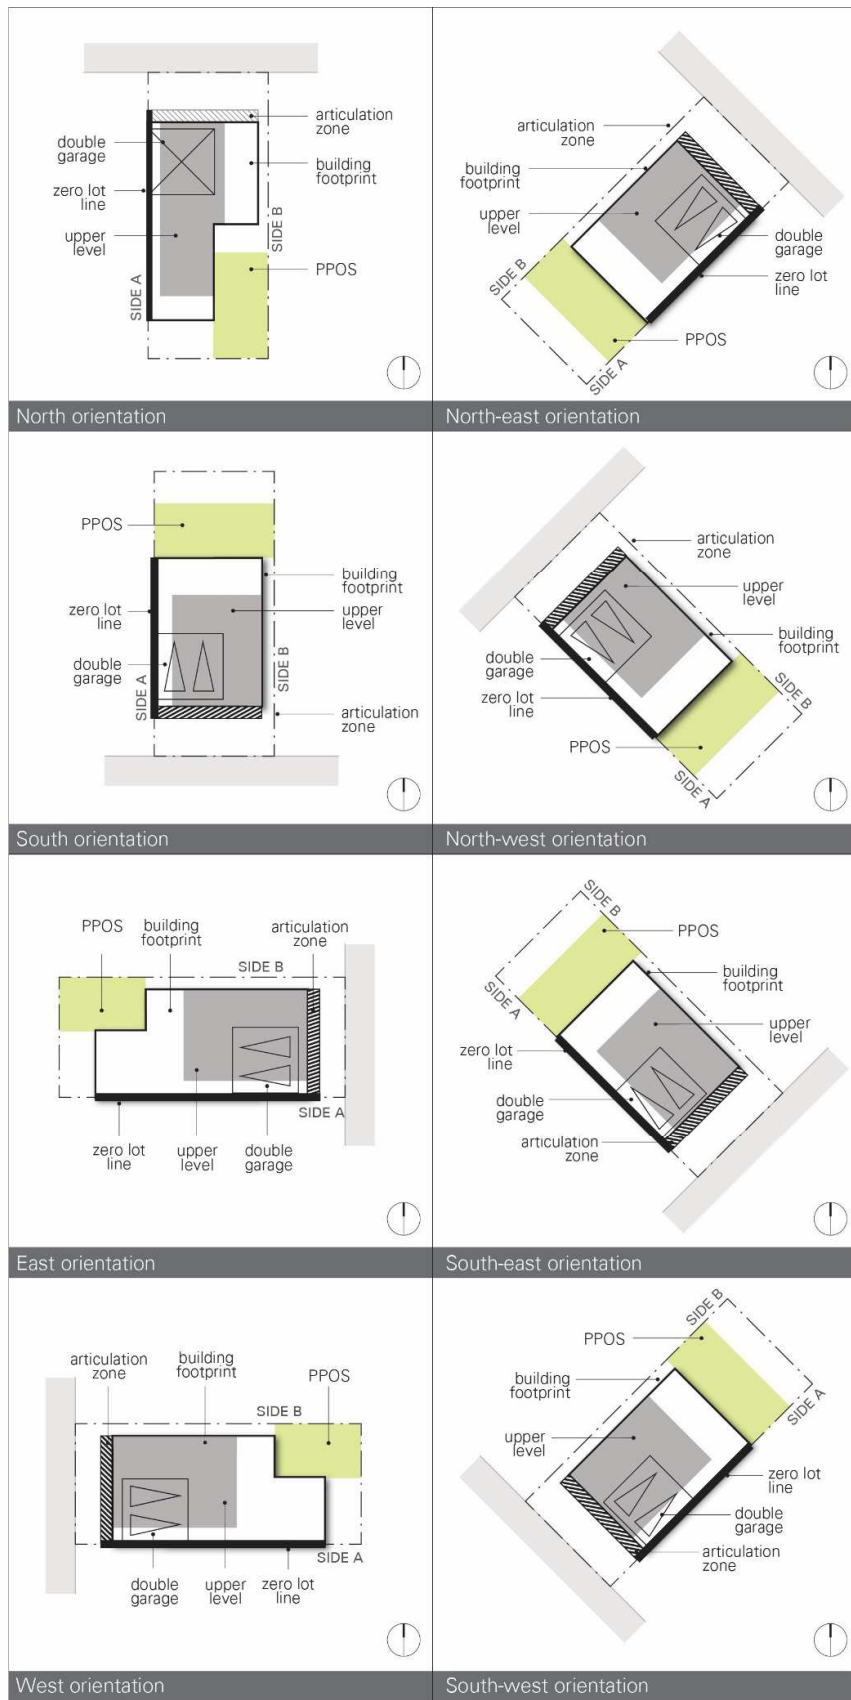 articulation
zone
double
garage
building
footprint
zero lot
line
upper
level
SIDE B
PPOS
SIDE A
North orientation
articulation
zone
building
footprint
upper
level
double
garage
zero lot
line
SIDE B
PPOS
SIDE A
North-east orientation
PPOS
building
footprint
zero lot
line
upper
level
double
garage
SIDE A
SIDE B
articulation
zone
South orientation
articulation
zone
upper
level
building
footprint
double
garage
zero lot
line
SIDE B
PPOS
SIDE A
North-west orientation
PPOS
building
footprint
articulation
zone
SIDE B
SIDE A
zero lot
line
upper
level
double
garage
East orientation
SIDE B
PPOS
building
footprint
SIDE A
upper
level
zero lot
line
double
garage
articulation
zone
South-east orientation
articulation
zone
building
footprint
PPOS
SIDE B
SIDE A
double
garage
upper
level
zero lot
line
West orientation
SIDE B
PPOS
building
footprint
SIDE A
upper
level
zero lot
line
double
garage
articulation
zone
South-west orientation